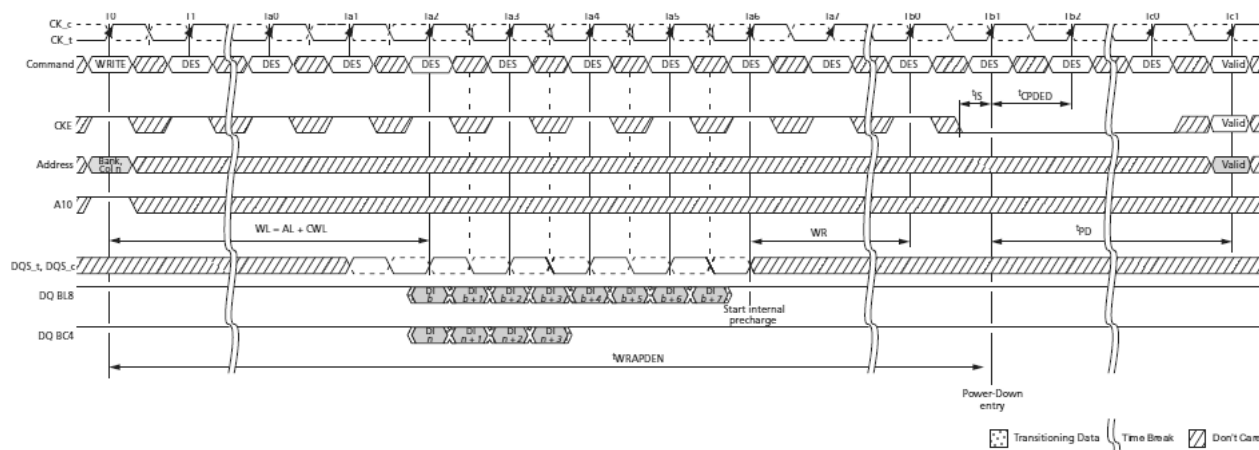 T0 T1 Ta0 Ta1 Ta2 Ta3 Ta4 Ta5 Ta6 Ta7 Tb0 Tb1 Tb2 Tc0 Tc1
CK_c
CK_t
Command WRITE DES DES DES DES DES DES DES DES DES DES DES DES DES Valid
tIS tCPDED
CKE Valid
Address Bank, Col n Valid
A10
WL = AL + CWL WR tPD
DQS_t, DQS_c
DQ BL8 DI b DI b + 1 DI b + 2 DI b + 3 DI b + 4 DI b + 5 DI b + 6 DI b + 7
Start internal
precharge
DQ BC4 DI n DI n + 1 DI n + 2 DI n + 3
tWRAPDEN
Power-Down
entry
Transitioning Data Time Break Don't Care